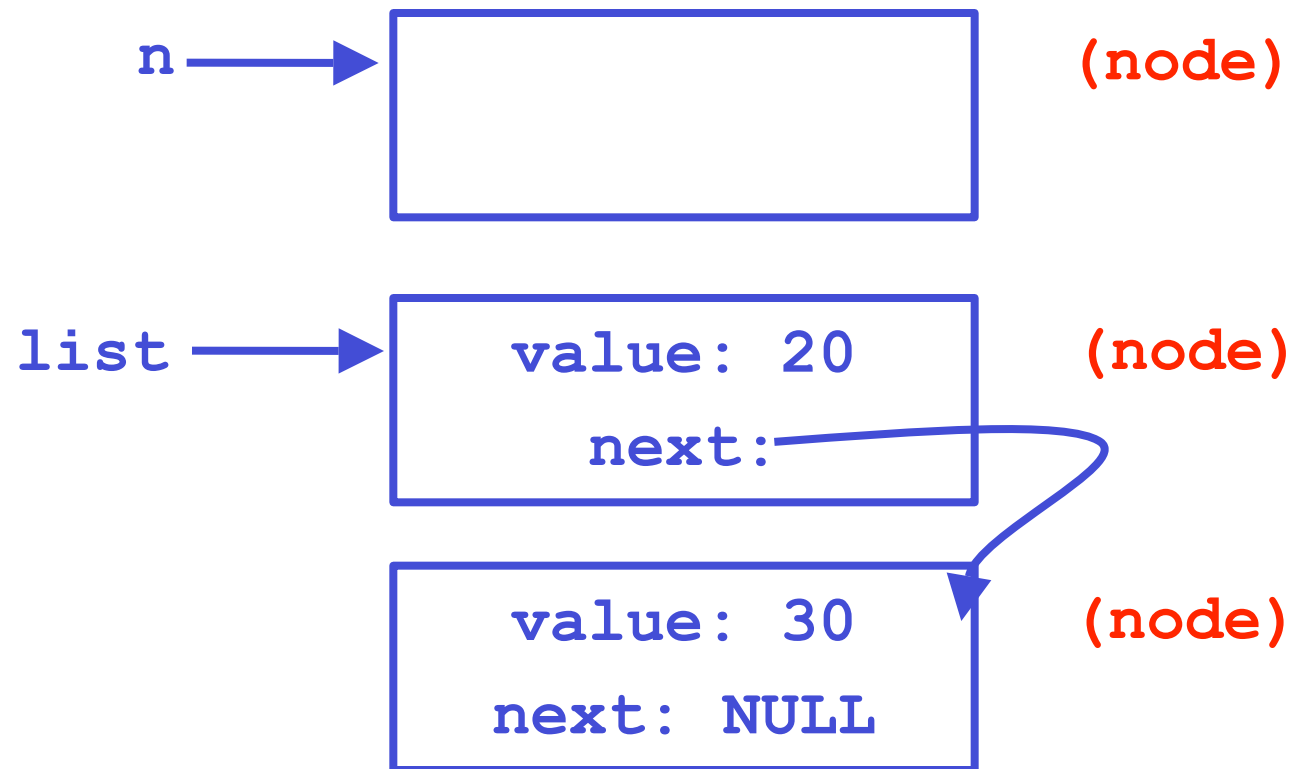 n (node)
list value: 20 (node)
next:
value: 30 (node)
next: NULL